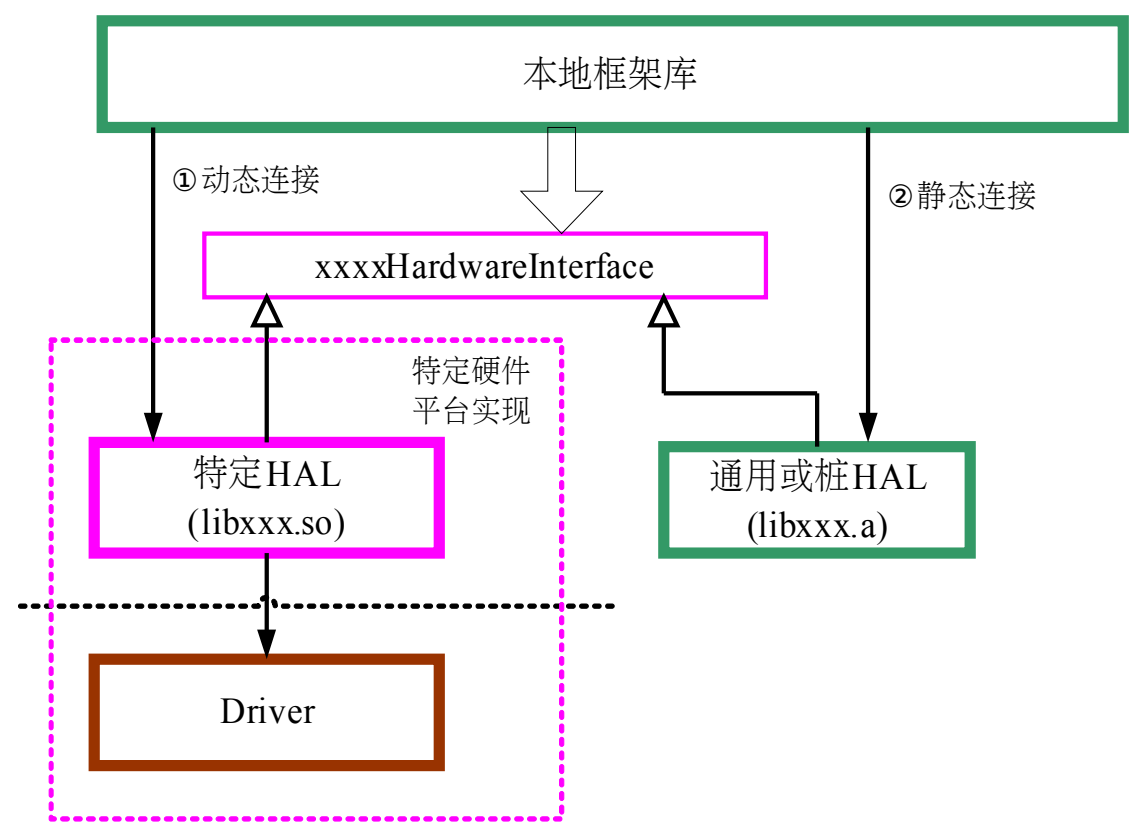 本地框架库
①动态连接
②静态连接
xxxxHardwareInterface
特定硬件
平台实现
特定HAL
(libxxx.so)
通用或桩HAL
(libxxx.a)
Driver